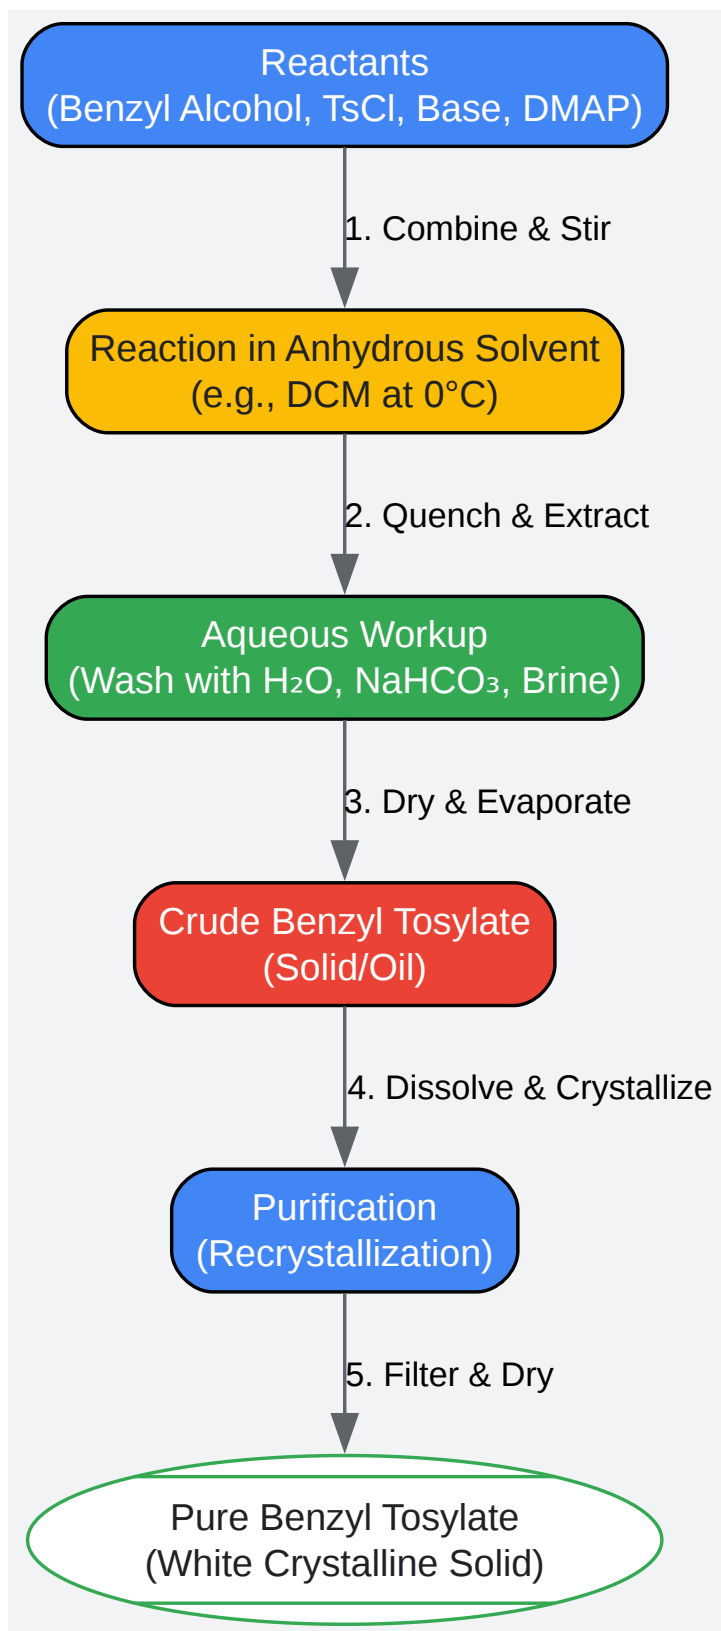 Reactants
(Benzyl Alcohol, TsCl, Base, DMAP)
1. Combine & Stir
Reaction in Anhydrous Solvent
(e.g., DCM at 0°C)
2. Quench & Extract
Aqueous Workup
(Wash with H₂O, NaHCO₃, Brine)
3. Dry & Evaporate
Crude Benzyl Tosylate
(Solid/Oil)
4. Dissolve & Crystallize
Purification
(Recrystallization)
5. Filter & Dry
Pure Benzyl Tosylate
(White Crystalline Solid)